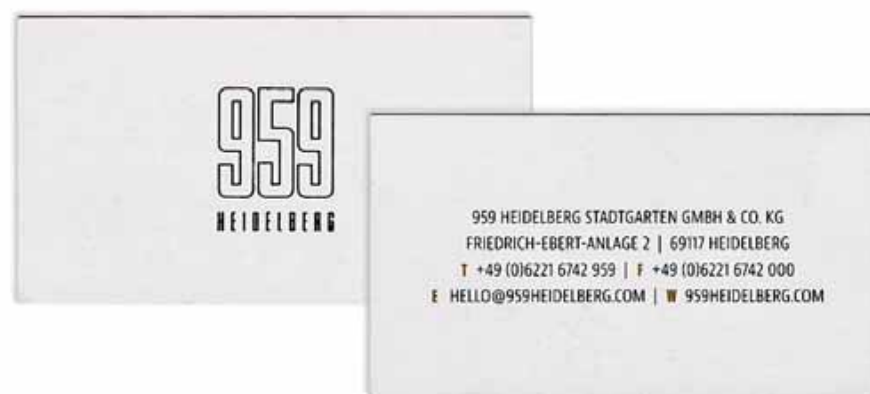 959
HEIDELBERG
959 HEIDELBERG STADTGARTEN GMBH & CO. KG
FRIEDRICH-EBERT-ANLAGE 2 | 69117 HEIDELBERG
T +49 (0)6221 6742 959 | F +49 (0)6221 6742 000
E HELLO@959HEIDELBERG.COM | W 959HEIDELBERG.COM